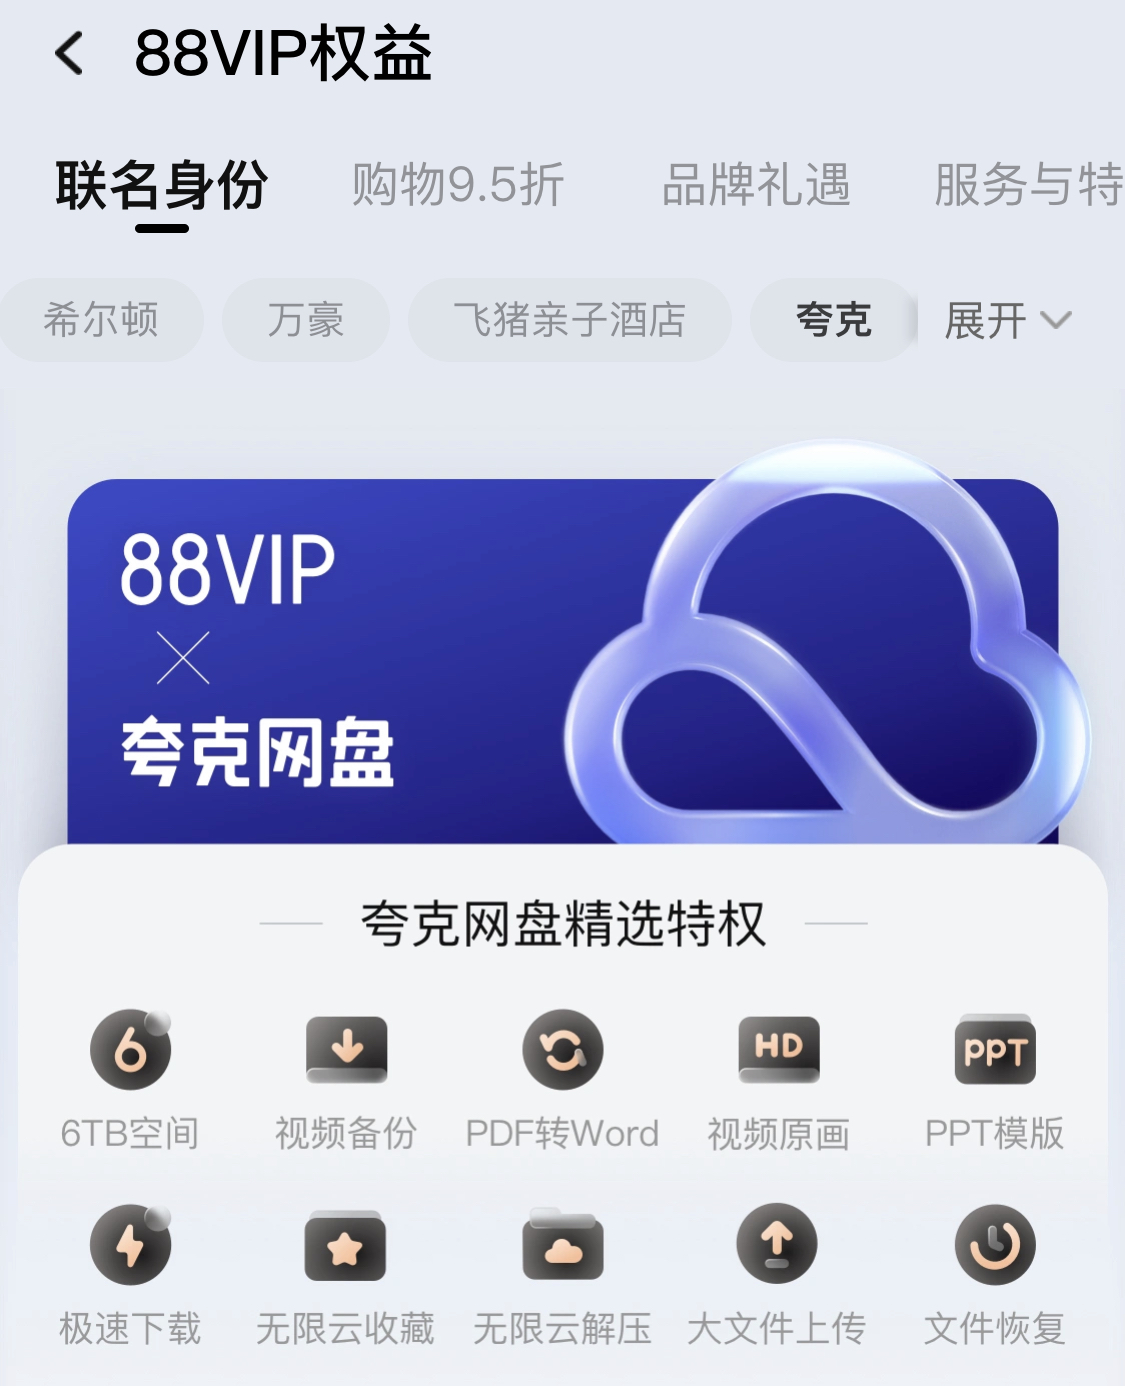 88VIP权益
联名身份 购物9.5折 品牌礼遇 服务与特
希尔顿 万豪 飞猪亲子酒店 夸克 展开
88VIP
×
夸克网盘
夸克网盘精选特权
6 HD PPT
6TB空间 视频备份 PDF转Word 视频原画 PPT模版
极速下载 无限云收藏 无限云解压 大文件上传 文件恢复